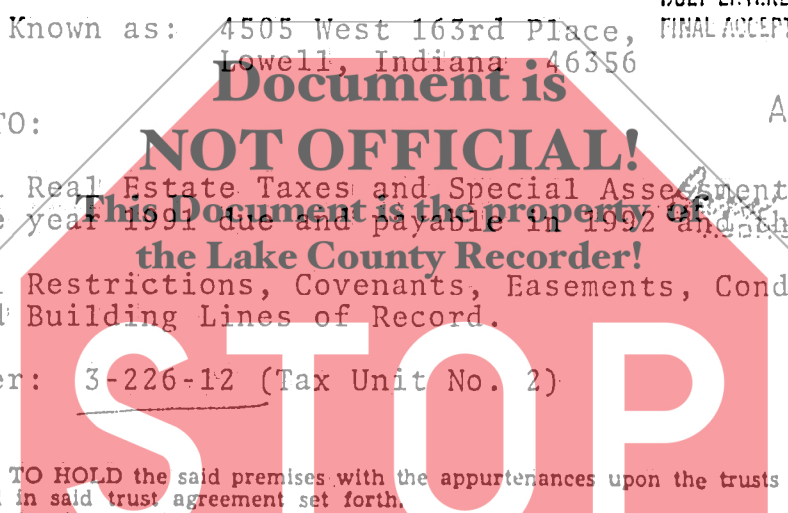 Known as: 4505 West 163rd Place,
Lowell, Indiana 46356
FINAL ACCEPT
Document is
NOT OFFICIAL!
This Document is the property of
the Lake County Recorder!
TO:
A
Real Estate Taxes and Special Assessment
year 1991 due and payable in 1992 and th
Restrictions, Covenants, Easements, Cond
Building Lines of Record.
er: 3-226-12 (Tax Unit No. 2)
STOP
TO HOLD the said premises with the appurtenances upon the trusts
in said trust agreement set forth.